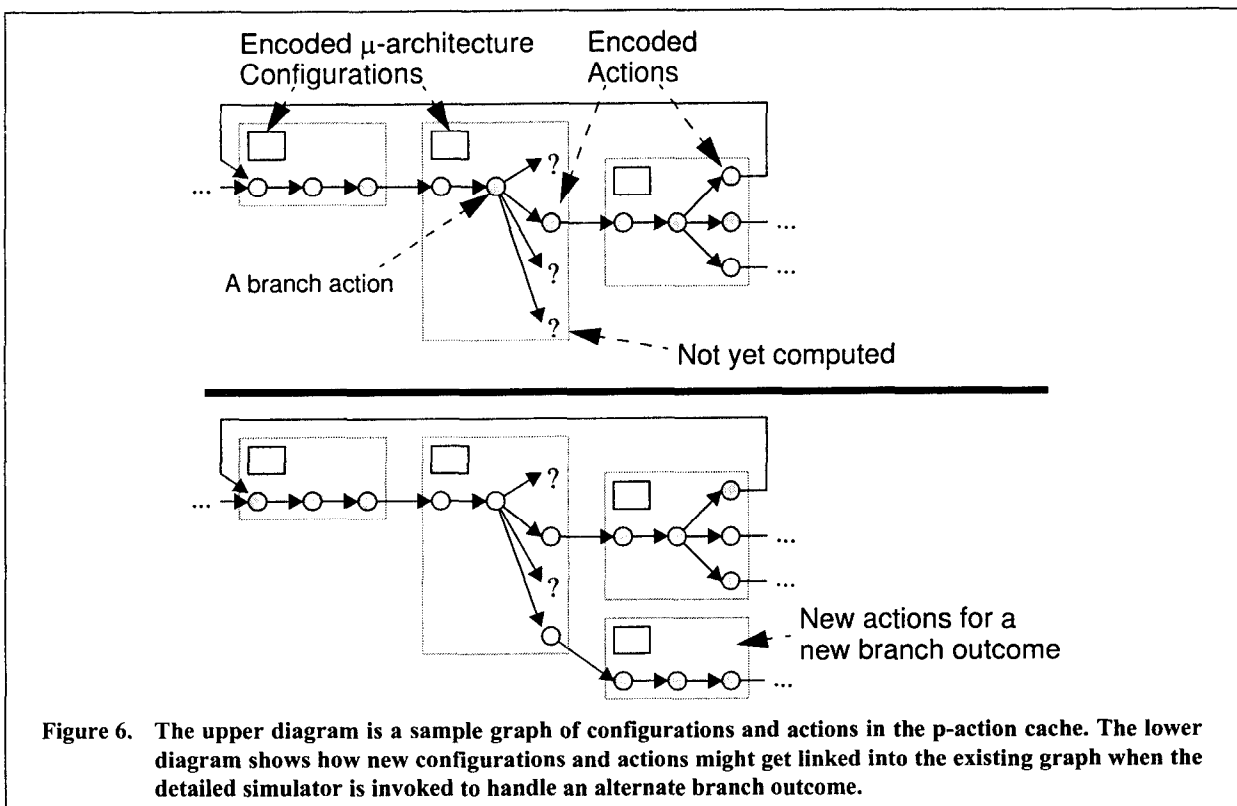 Encoded μ-architecture
Configurations
Encoded
Actions
?
...
...
?
...
A branch action
?
Not yet computed
?
...
...
?
...
?
...
New actions for a
new branch outcome
...
Figure 6. The upper diagram is a sample graph of configurations and actions in the p-action cache. The lower
diagram shows how new configurations and actions might get linked into the existing graph when the
detailed simulator is invoked to handle an alternate branch outcome.